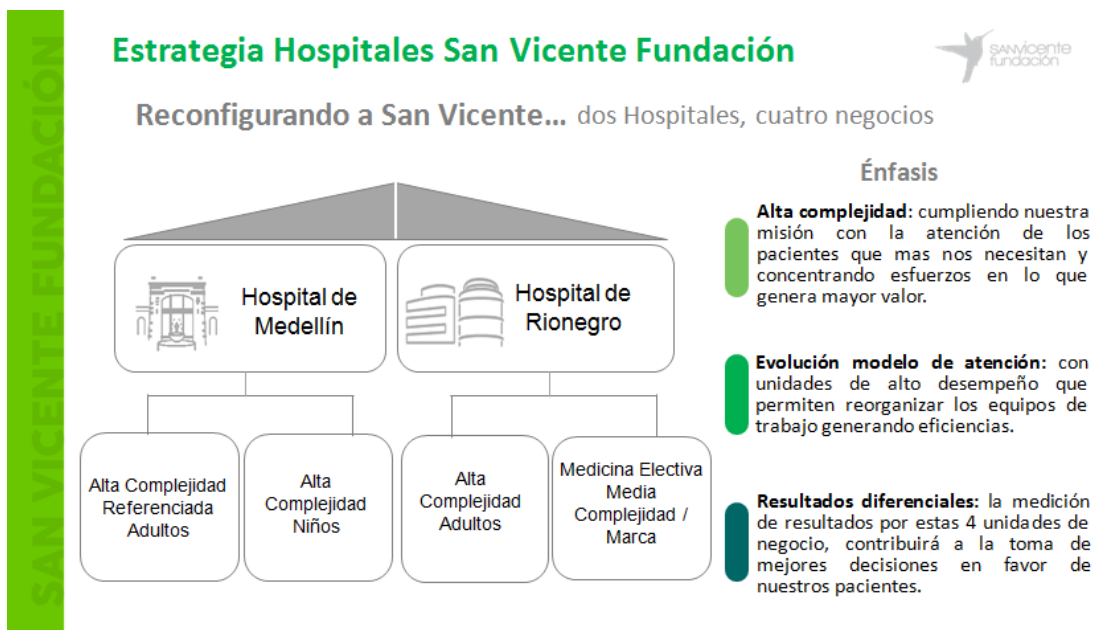 SAN VICENTE FUNDACIÓN
Estrategia Hospitales San Vicente Fundación
sanvicente
fundación
Reconfigurando a San Vicente... dos Hospitales, cuatro negocios
Hospital de
Medellín
Hospital de
Rionegro
Alta Complejidad
Referenciada
Adultos
Alta
Complejidad
Niños
Alta
Complejidad
Adultos
Medicina Electiva
Media
Complejidad /
Marca
Énfasis
Alta complejidad: cumpliendo nuestra
misión con la atención de los
pacientes que mas nos necesitan y
concentrando esfuerzos en lo que
genera mayor valor.
Evolución modelo de atención: con
unidades de alto desempeño que
permiten reorganizar los equipos de
trabajo generando eficiencias.
Resultados diferenciales: la medición
de resultados por estas 4 unidades de
negocio, contribuirá a la toma de
mejores decisiones en favor de
nuestros pacientes.